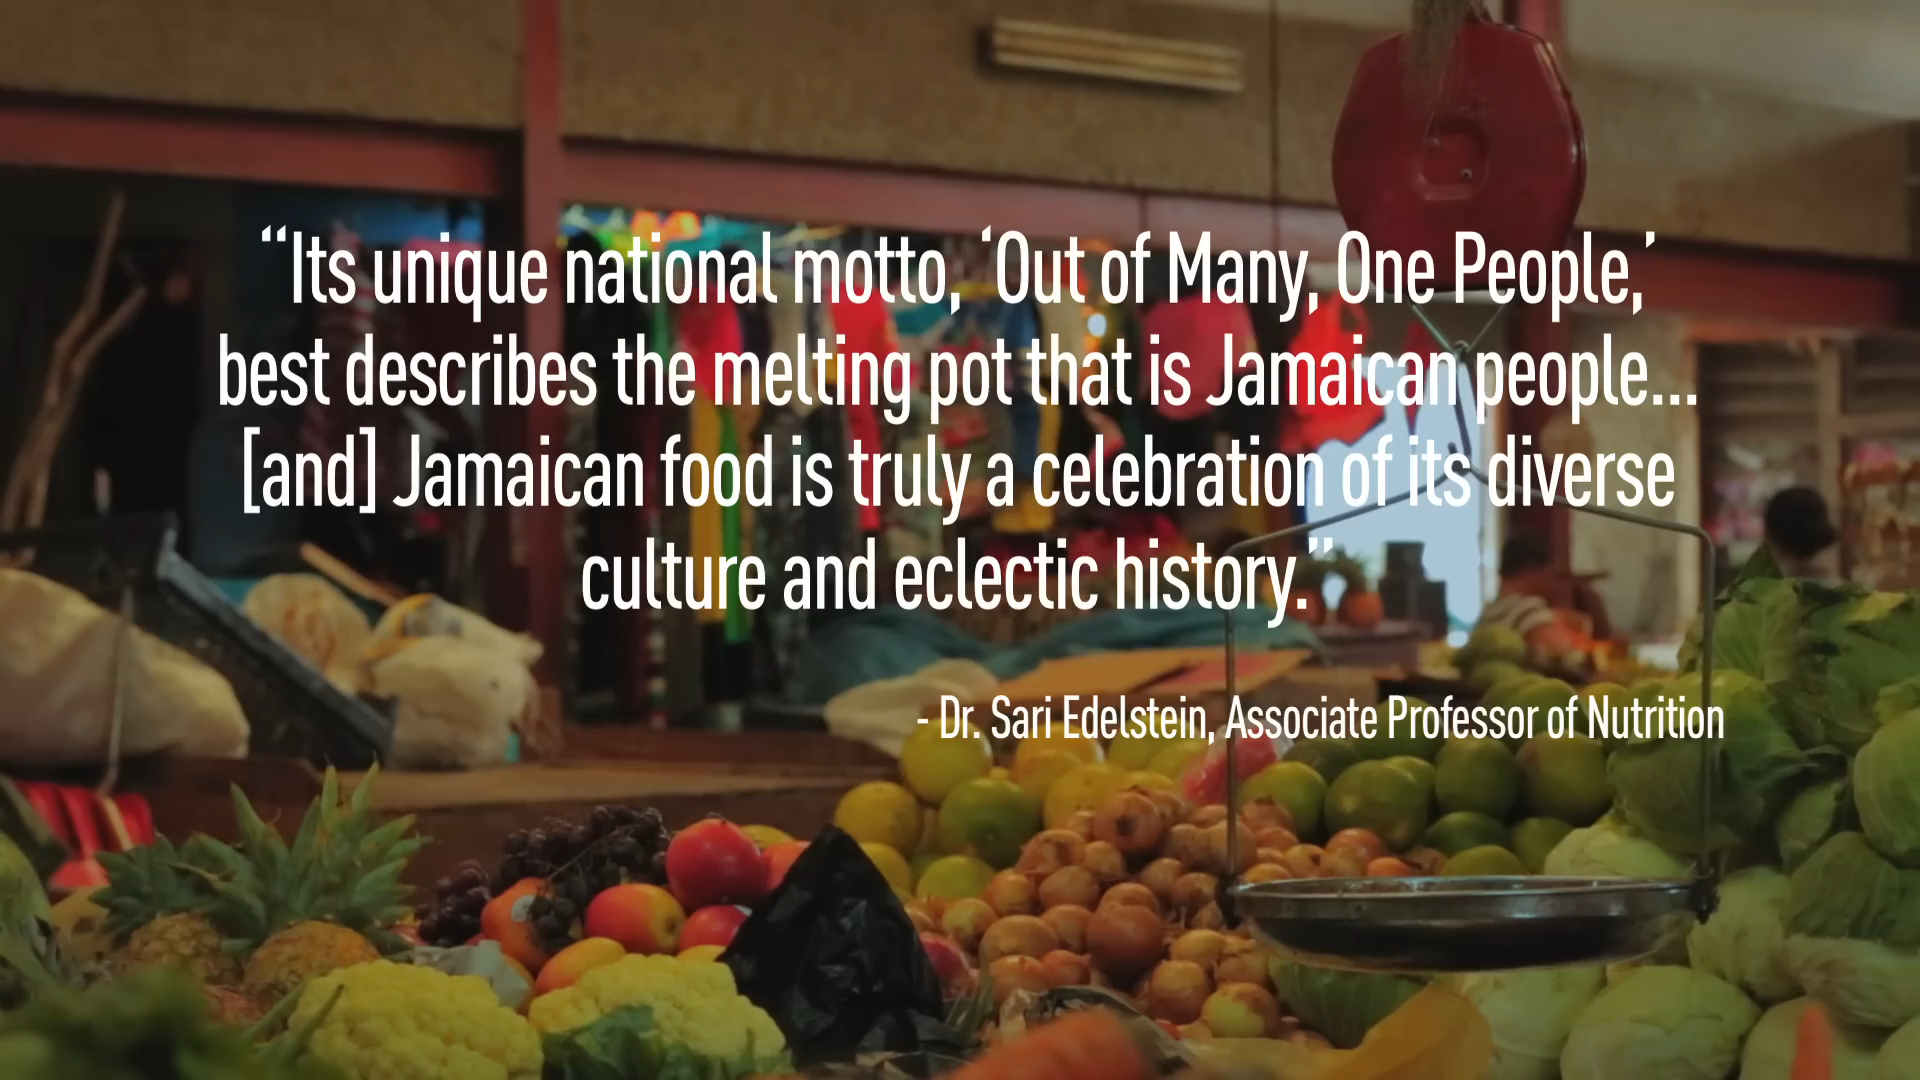 “Its unique national motto, ‘Out of Many, One People,’
best describes the melting pot that is Jamaican people...
[and] Jamaican food is truly a celebration of its diverse
culture and eclectic history.”
- Dr. Sari Edelstein, Associate Professor of Nutrition